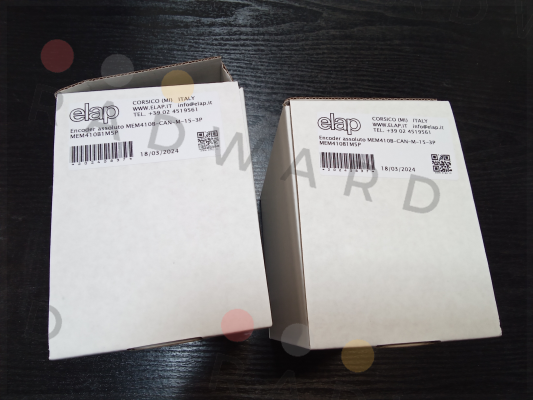 elap
CORSICO (MI) ITALY
WWW.ELAP.IT info@elap.it
TEL. +39 02 4519561
Encoder assoluto MEM410B-CAN-M-15-3P
MEM410BIMSP
18/03/2024
elap
CORSICO (MI) ITALY
WWW.ELAP.IT info@elap.it
TEL. +39 02 4519561
Encoder assoluto MEM410B-CAN-M-15-3P
MEM410BIMSP
18/03/2024